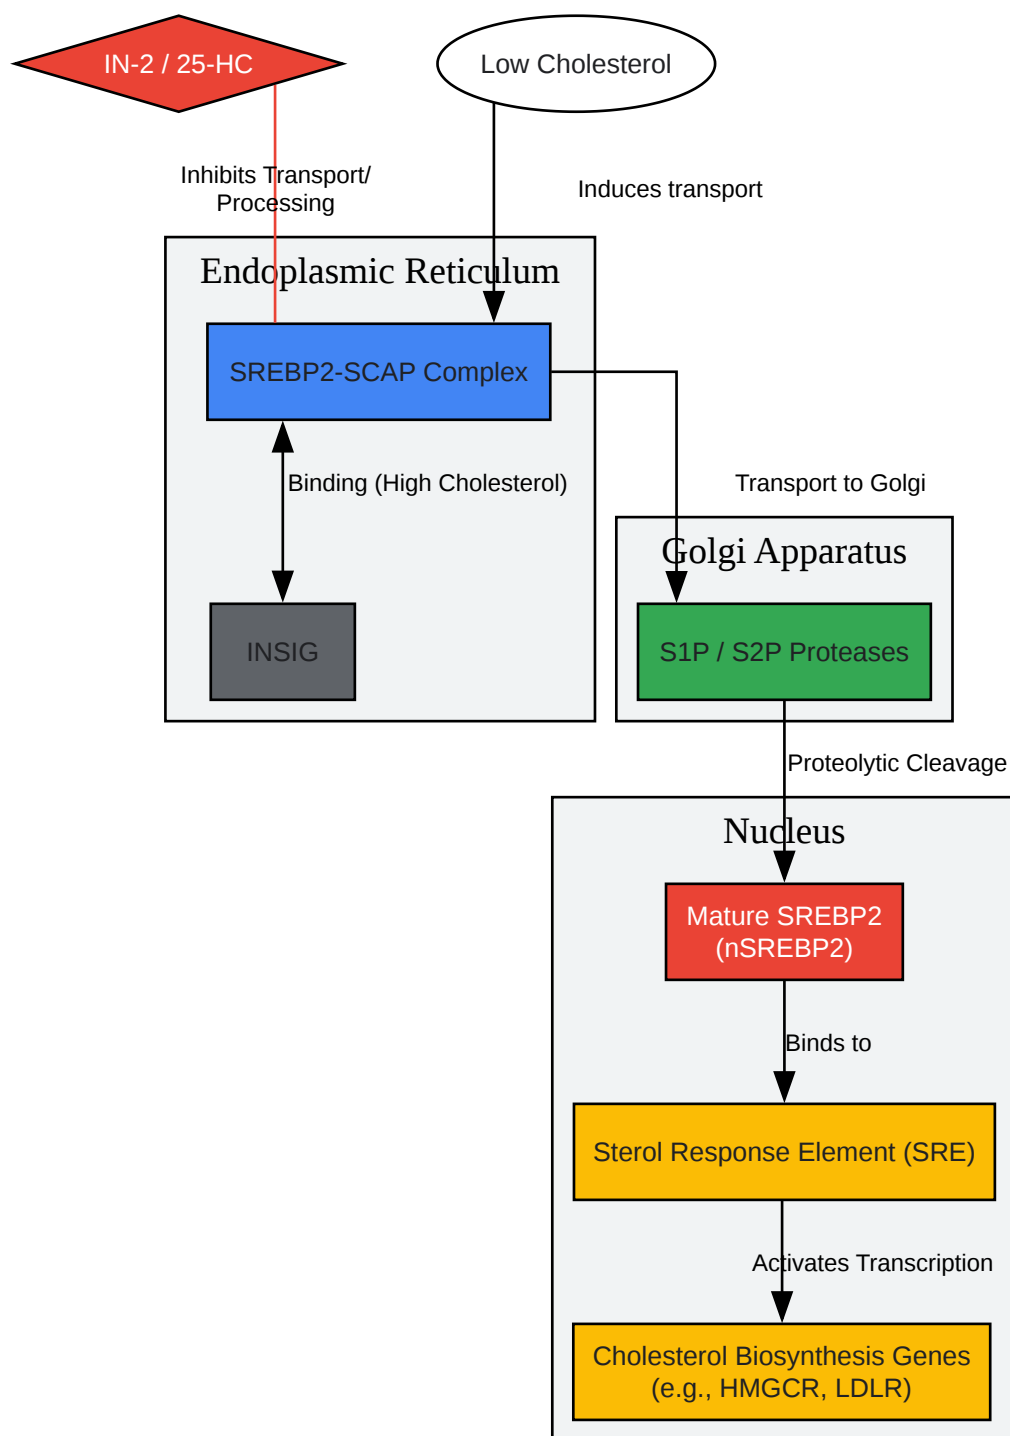 IN-2 / 25-HC
Low Cholesterol
Inhibits Transport/
Processing
Induces transport
Endoplasmic Reticulum
SREBP2-SCAP Complex
Binding (High Cholesterol)
Transport to Golgi
Golgi Apparatus
INSIG
S1P / S2P Proteases
Proteolytic Cleavage
Nucleus
Mature SREBP2
(nSREBP2)
Binds to
Sterol Response Element (SRE)
Activates Transcription
Cholesterol Biosynthesis Genes
(e.g., HMGCR, LDLR)